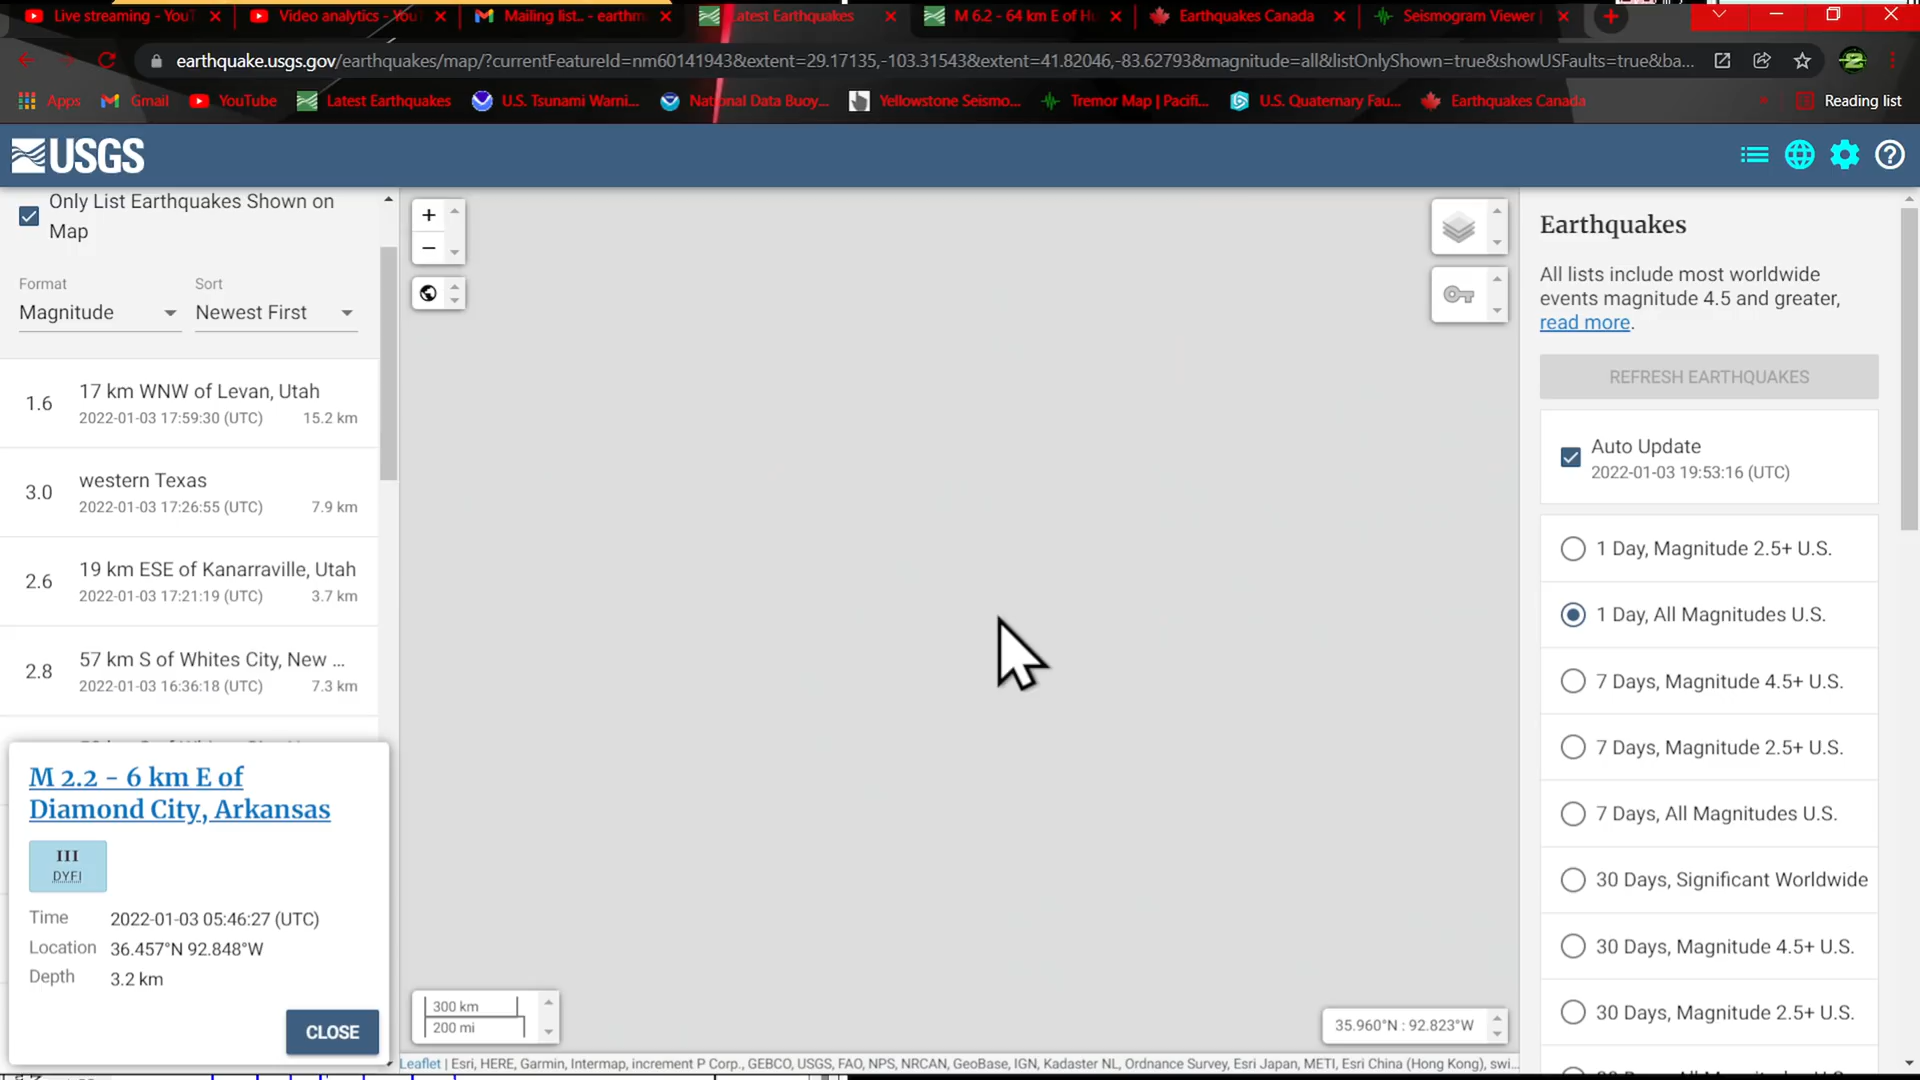 Live streaming - YouT
Video analytics - YouT
Mailing list... - earthm
Latest Earthquakes
M 6.2 - 64 km E of Hu
Earthquakes Canada
Seismogram Viewer |
earthquake.usgs.gov/earthquakes/map/?currentFeatureId=nm60141943&extent=29.17135,-103.31543&extent=41.82046,-83.62793&magnitude=all&listOnlyShown=true&showUSFaults=true&ba...
Apps
Gmail
YouTube
Latest Earthquakes
U.S. Tsunami Warni...
National Data Buoy...
Yellowstone Seismo...
Tremor Map | Pacifi...
U.S. Quaternary Fau...
Earthquakes Canada
»
Reading list
USGS
Only List Earthquakes Shown on
Map
Format
Sort
Magnitude
Newest First
1.6
17 km WNW of Levan, Utah
2022-01-03 17:59:30 (UTC)
15.2 km
3.0
western Texas
2022-01-03 17:26:55 (UTC)
7.9 km
2.6
19 km ESE of Kanarraville, Utah
2022-01-03 17:21:19 (UTC)
3.7 km
2.8
57 km S of Whites City, New ...
2022-01-03 16:36:18 (UTC)
7.3 km
M 2.2 - 6 km E of
Diamond City, Arkansas
III
DYFI
Time
2022-01-03 05:46:27 (UTC)
Location
36.457°N 92.848°W
Depth
3.2 km
CLOSE
+
−
300 km
200 mi
35.960°N : 92.823°W
Leaflet | Esri, HERE, Garmin, Intermap, increment P Corp., GEBCO, USGS, FAO, NPS, NRCAN, GeoBase, IGN, Kadaster NL, Ordnance Survey, Esri Japan, METI, Esri China (Hong Kong), swi...
Earthquakes
All lists include most worldwide
events magnitude 4.5 and greater,
read more.
REFRESH EARTHQUAKES
Auto Update
2022-01-03 19:53:16 (UTC)
1 Day, Magnitude 2.5+ U.S.
1 Day, All Magnitudes U.S.
7 Days, Magnitude 4.5+ U.S.
7 Days, Magnitude 2.5+ U.S.
7 Days, All Magnitudes U.S.
30 Days, Significant Worldwide
30 Days, Magnitude 4.5+ U.S.
30 Days, Magnitude 2.5+ U.S.